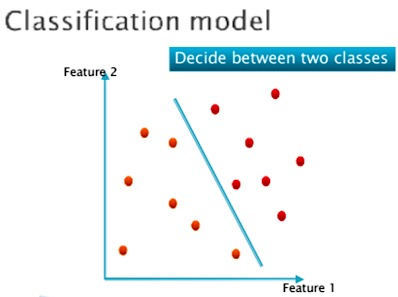 Classification model
Decide between two classes
Feature 2
Feature 1